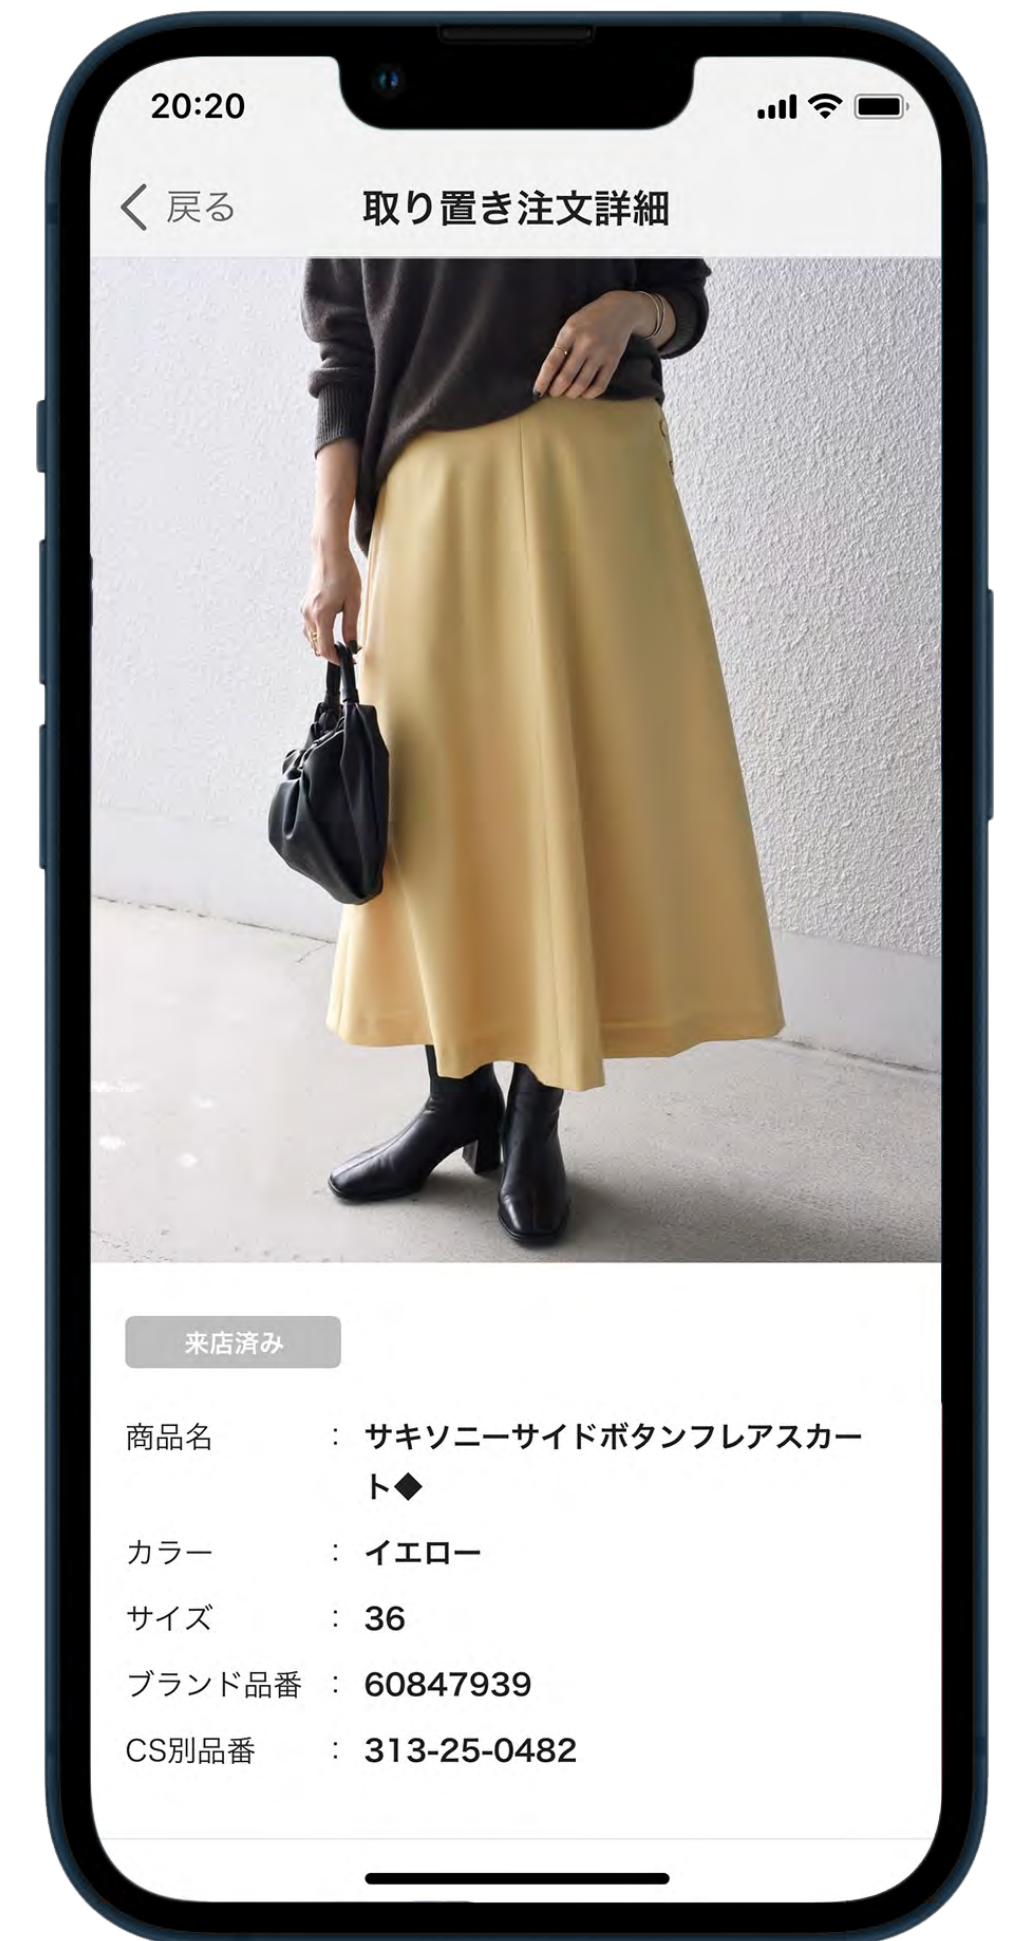 20:20
戻る
取り置き注文詳細
来店済み
商品名 : サキソニーサイドボタンフレアスカー
ト◆
カラー : イエロー
サイズ : 36
ブランド品番 : 60847939
CS別品番 : 313-25-0482